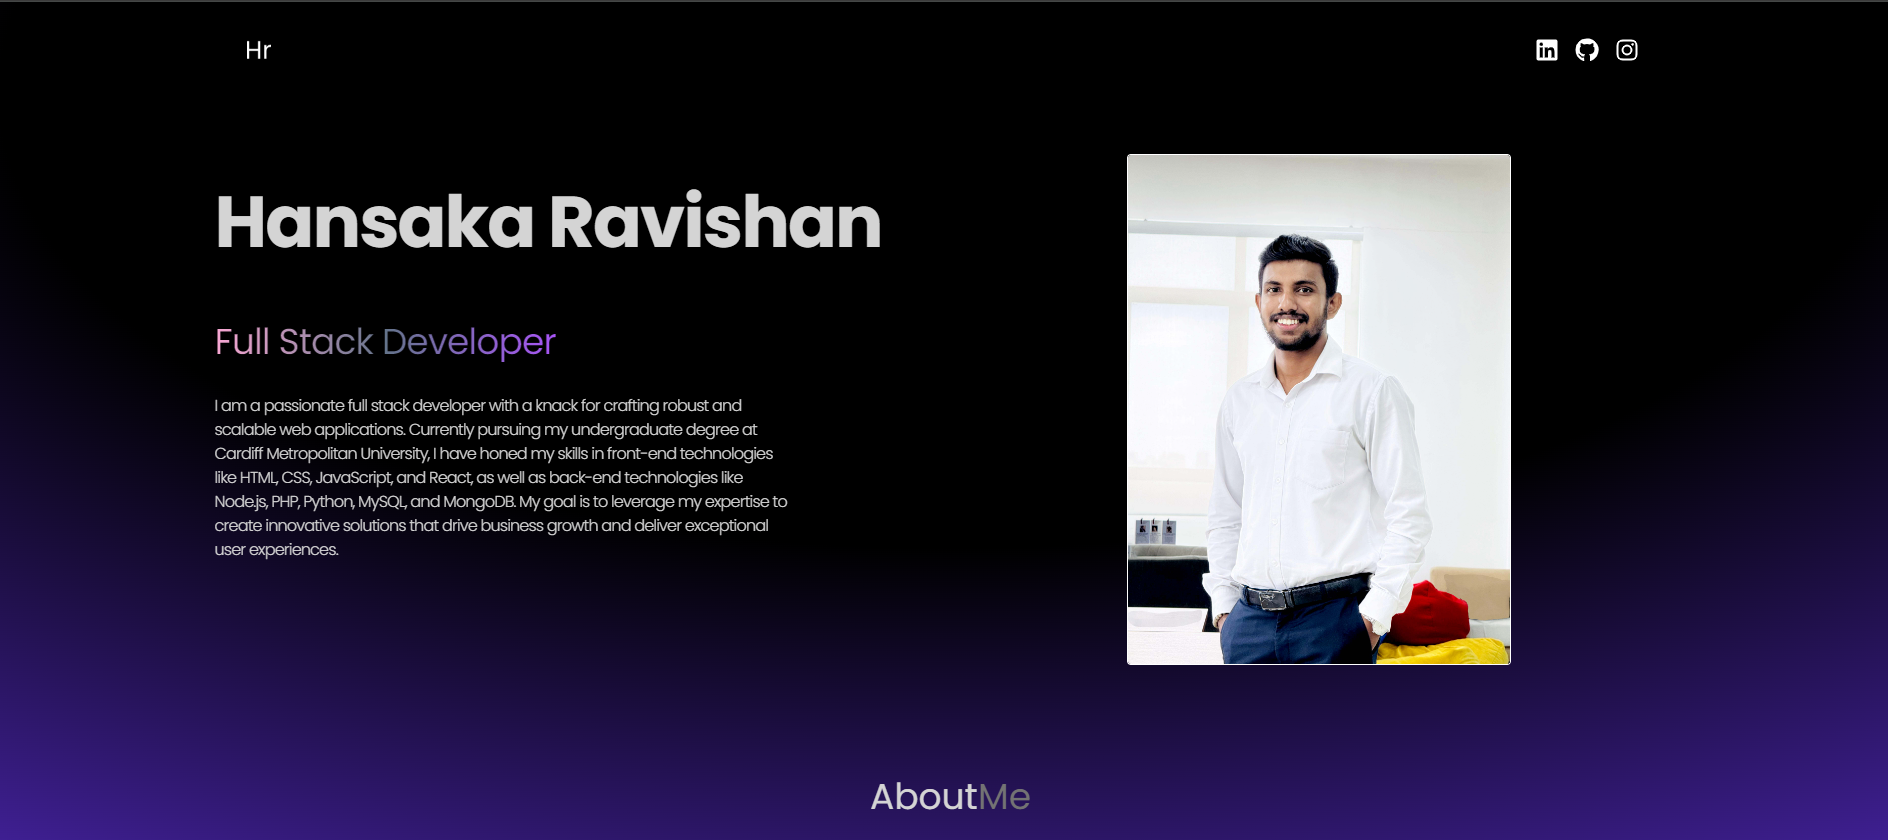 Hr
Hansaka Ravishan
Full Stack Developer
I am a passionate full stack developer with a knack for crafting robust and
scalable web applications. Currently pursuing my undergraduate degree at
Cardiff Metropolitan University, I have honed my skills in front-end technologies
like HTML, CSS, JavaScript, and React, as well as back-end technologies like
Node.js, PHP, Python, MySQL, and MongoDB. My goal is to leverage my expertise to
create innovative solutions that drive business growth and deliver exceptional
user experiences.
AboutMe